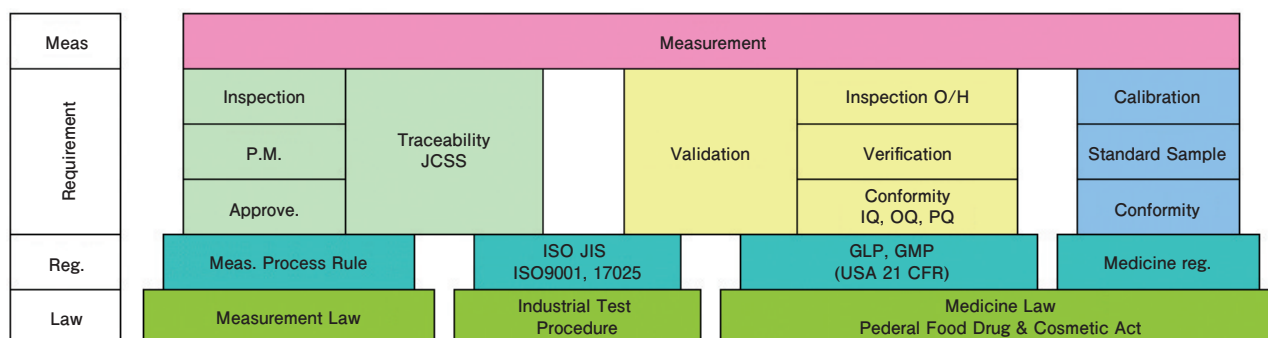 Meas
Measurement
Requirement
Inspection
P.M.
Approve.
Traceability
JCSS
Validation
Inspection O/H
Verification
Conformity
IQ, OQ, PQ
Calibration
Standard Sample
Conformity
Reg.
Meas. Process Rule
ISO JIS
ISO9001, 17025
GLP, GMP
(USA 21 CFR)
Medicine reg.
Law
Measurement Law
Industrial Test
Procedure
Medicine Law
Pederal Food Drug & Cosmetic Act